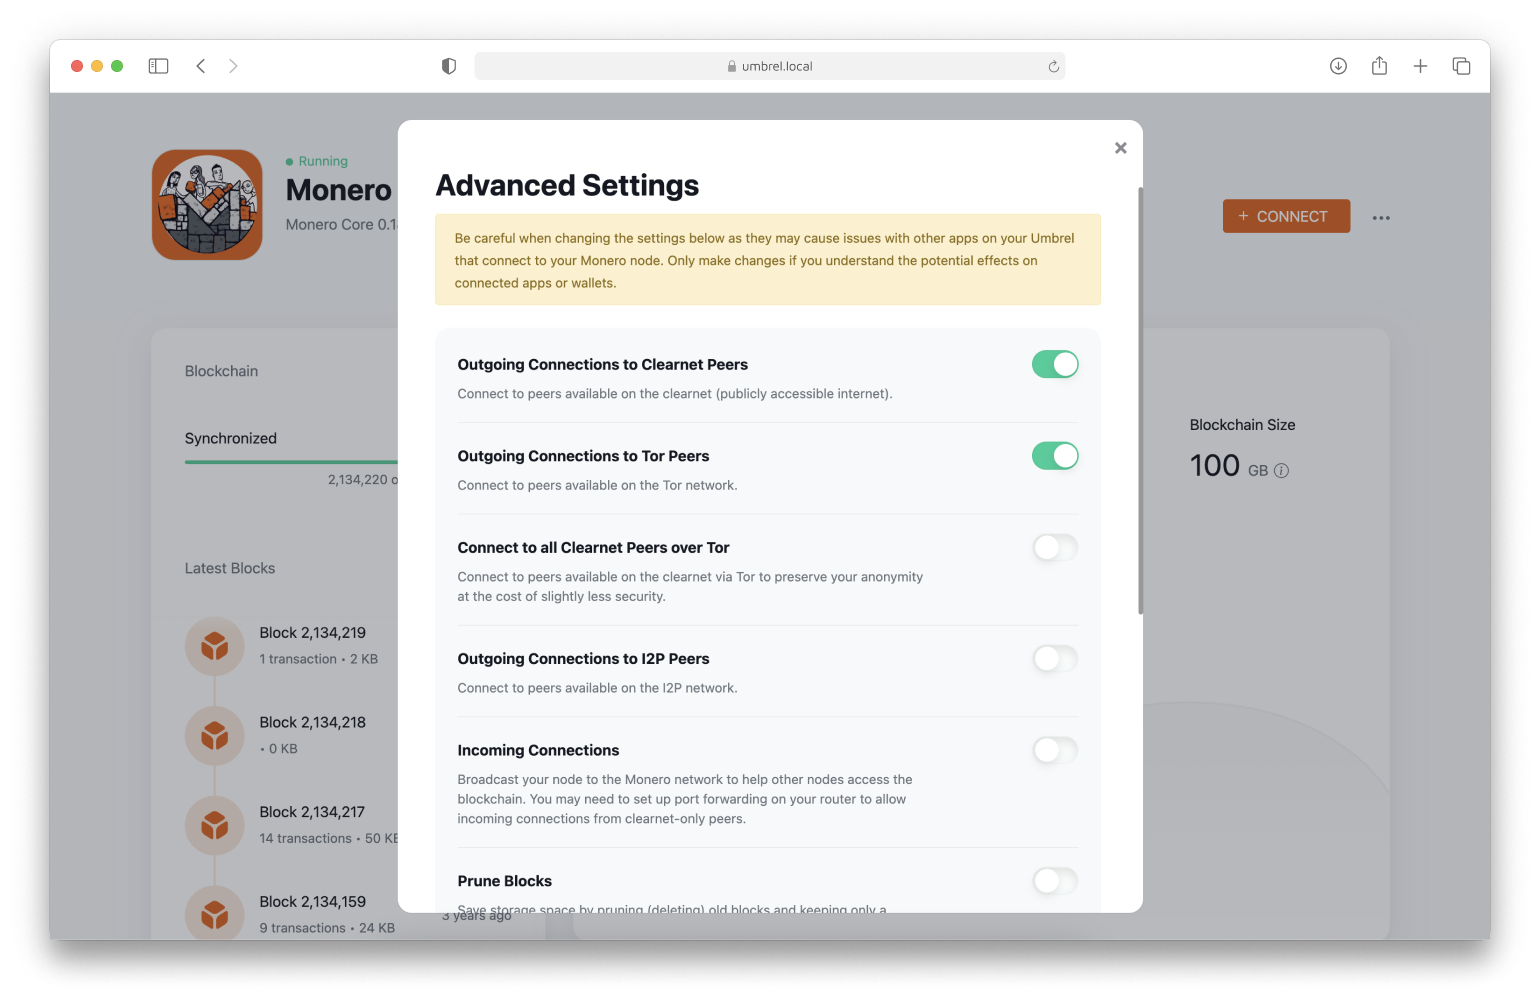 umbrel.local
Running
Monero
Monero Core 0.1
+ CONNECT
Advanced Settings
Be careful when changing the settings below as they may cause issues with other apps on your Umbrel
that connect to your Monero node. Only make changes if you understand the potential effects on
connected apps or wallets.
Outgoing Connections to Clearnet Peers
Connect to peers available on the clearnet (publicly accessible internet).
Outgoing Connections to Tor Peers
Connect to peers available on the Tor network.
Connect to all Clearnet Peers over Tor
Connect to peers available on the clearnet via Tor to preserve your anonymity
at the cost of slightly less security.
Outgoing Connections to I2P Peers
Connect to peers available on the I2P network.
Incoming Connections
Broadcast your node to the Monero network to help other nodes access the
blockchain. You may need to set up port forwarding on your router to allow
incoming connections from clearnet-only peers.
Prune Blocks
Save storage space by pruning (deleting) old blocks and keeping only a
Blockchain
Synchronized
2,134,220 o
Latest Blocks
Block 2,134,219
1 transaction • 2 KB
Block 2,134,218
• 0 KB
Block 2,134,217
14 transactions • 50 KB
Block 2,134,159
9 transactions • 24 KB
3 years ago
Blockchain Size
100 GB